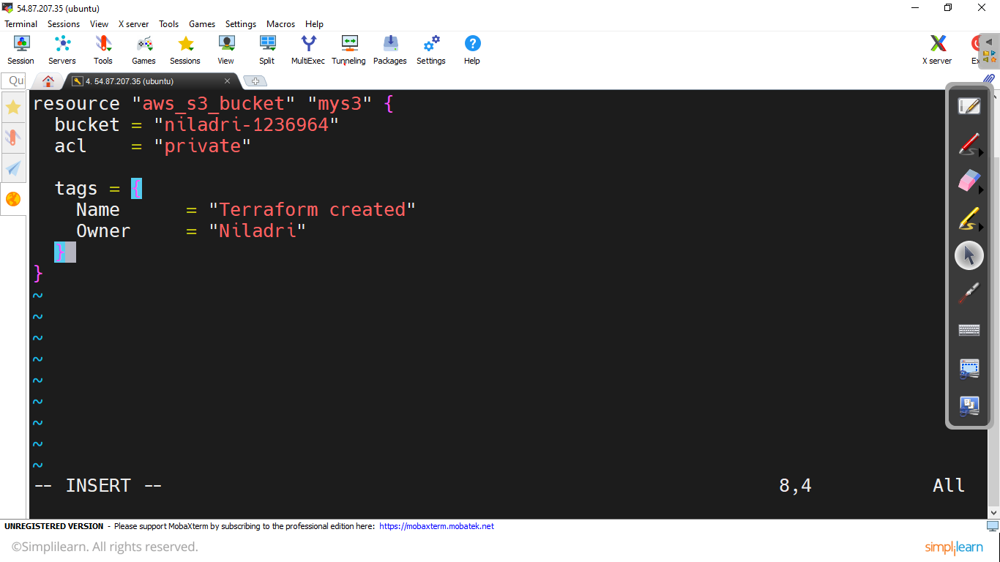 54.87.207.35 (ubuntu)
Terminal Sessions View X server Tools Games Settings Macros Help
Session Servers Tools Games Sessions View Split MultiExec Tunneling Packages Settings Help X server Ex
Qu 4. 54.87.207.35 (ubuntu)
resource "aws_s3_bucket" "mys3" {
  bucket = "niladri-1236964"
  acl    = "private"
  tags = {
    Name      = "Terraform created"
    Owner     = "Niladri"
  }
}
~
~
~
~
~
~
~
~
~
-- INSERT -- 8,4 All
UNREGISTERED VERSION - Please support MobaXterm by subscribing to the professional edition here: https://mobaxterm.mobatek.net
©Simplilearn. All rights reserved. simplilearn